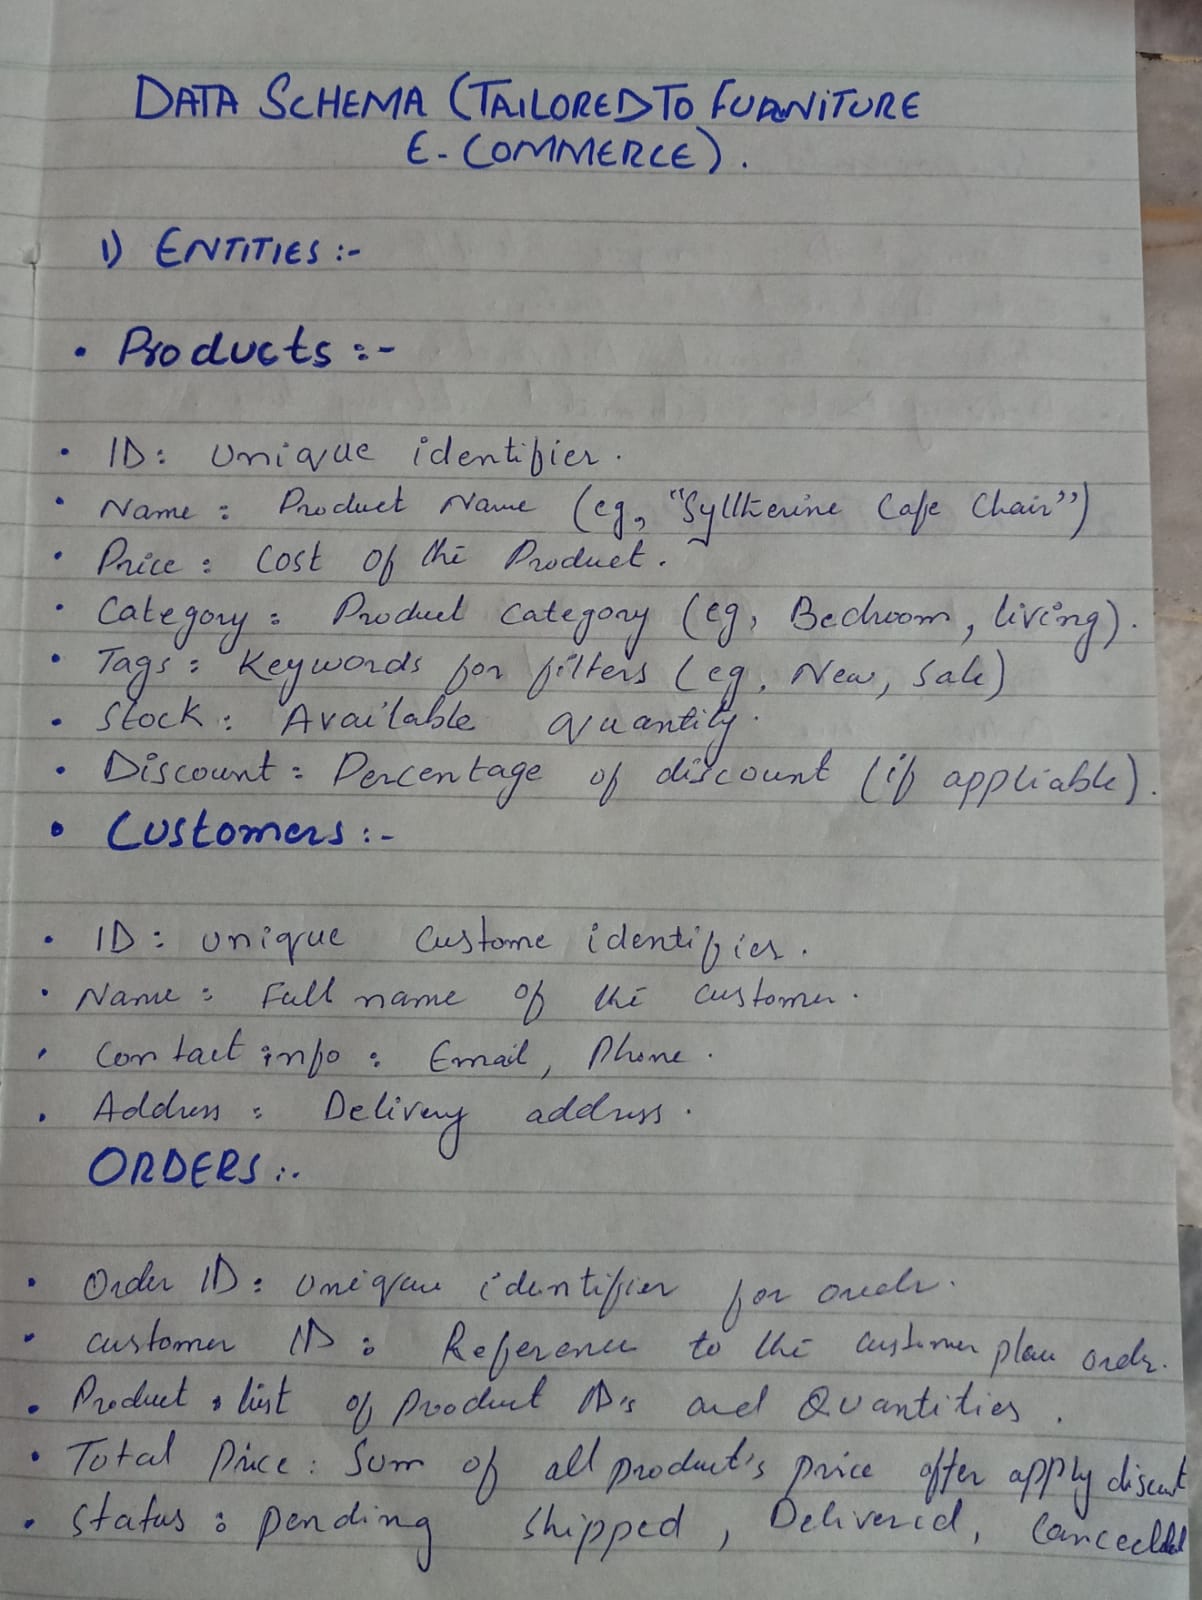 DATA SCHEMA (TAILORED TO FURNITURE
E-COMMERCE).
1) ENTITIES :-
• Products :-
• ID: Unique identifier.
• Name: Product Name (eg, "Syltherine Cafe Chair")
• Price: Cost of the Product.
• Category: Product category (eg, Bedroom, living).
• Tags: Keywords for filters (eg, New, Sale)
• Stock: Available quantity.
• Discount: Percentage of discount (if appliable).
• Customers :-
• ID: unique custome identifier.
• Name: Full name of the customer.
• Contact info: Email, Phone.
• Address: Delivery address.
ORDERS :-
• Order ID: Unique identifier for order.
• customer ID: Reference to the customer place order.
• Product: list of product ID's and Quantities.
• Total Price: Sum of all product's price after apply discout
• Status: pending shipped, Delivered,